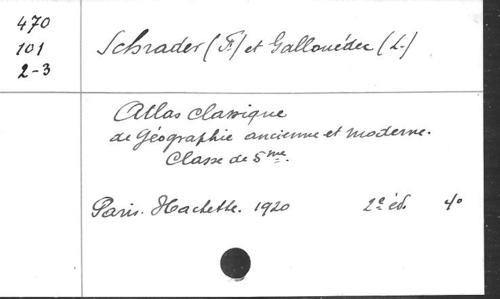 470
101
2-3
Schrader (F.) et Gallouédec (L.)
Atlas classique
de Géographie ancienne et moderne.
Classe de 5me.
Paris. Hachette. 1920 2e éd. 4o